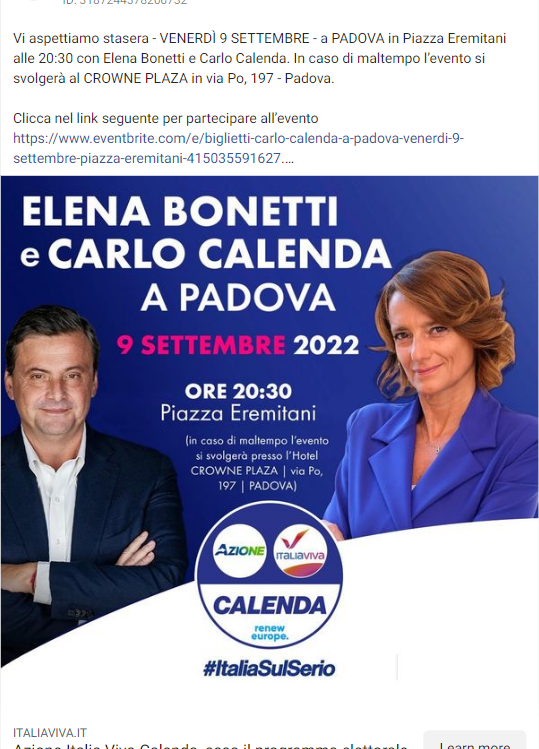 Vi aspettiamo stasera - VENERDÌ 9 SETTEMBRE - a PADOVA in Piazza Eremitani
alle 20:30 con Elena Bonetti e Carlo Calenda. In caso di maltempo l’evento si
svolgerà al CROWNE PLAZA in via Po, 197 - Padova.
Clicca nel link seguente per partecipare all’evento
https://www.eventbrite.com/e/biglietti-carlo-calenda-a-padova-venerdi-9-
settembre-piazza-eremitani-415035591627....
ELENA BONETTI
e CARLO CALENDA
A PADOVA
9 SETTEMBRE 2022
ORE 20:30
Piazza Eremitani
(in caso di maltempo l’evento
si svolgerà presso l’Hotel
CROWNE PLAZA | via Po,
197 | PADOVA)
AZIONE
ITALIAVIVA
CALENDA
renew
europe.
#ItaliaSulSerio
ITALIAVIVA.IT
Learn more